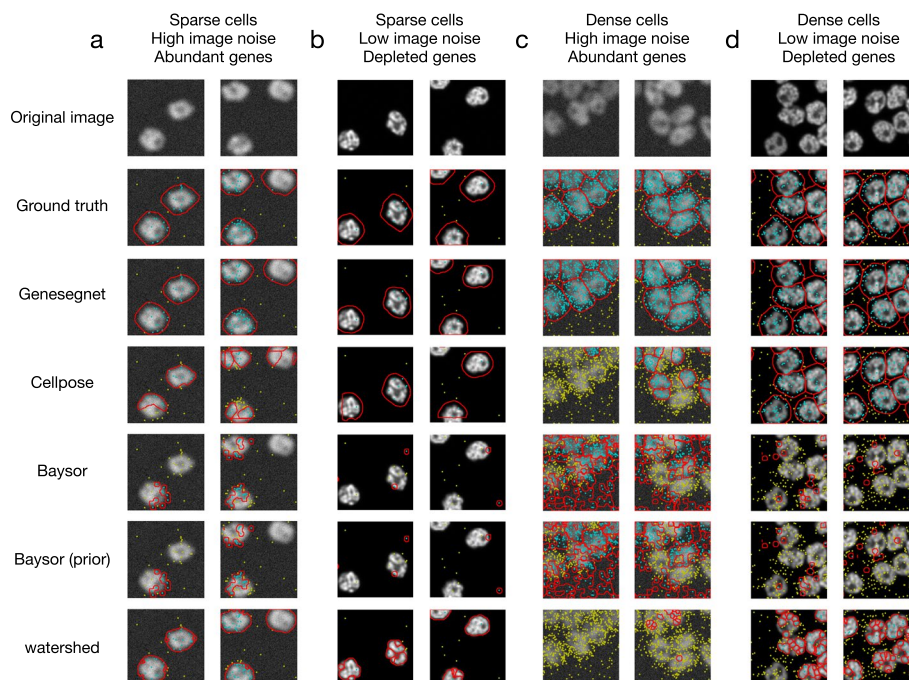 a
Sparse cells
High image noise
Abundant genes
b
Sparse cells
Low image noise
Depleted genes
c
Dense cells
High image noise
Abundant genes
d
Dense cells
Low image noise
Depleted genes
Original image
Ground truth
Genesegnet
Cellpose
Baysor
Baysor (prior)
watershed